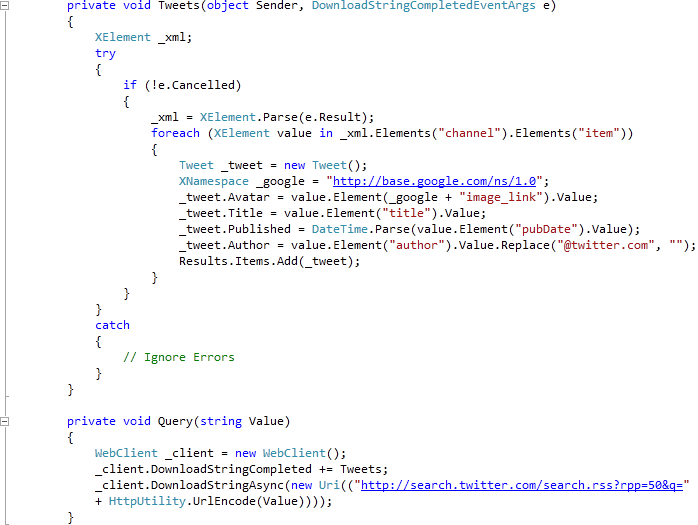 private void Tweets(object Sender, DownloadStringCompletedEventArgs e)
{
XElement _xml;
try
{
if (!e.Cancelled)
{
_xml = XElement.Parse(e.Result);
foreach (XElement value in _xml.Elements("channel").Elements("item"))
{
Tweet _tweet = new Tweet();
XNamespace _google = "http://base.google.com/ns/1.0";
_tweet.Avatar = value.Element(_google + "image_link").Value;
_tweet.Title = value.Element("title").Value;
_tweet.Published = DateTime.Parse(value.Element("pubDate").Value);
_tweet.Author = value.Element("author").Value.Replace("@twitter.com", "");
Results.Items.Add(_tweet);
}
}
}
catch
{
// Ignore Errors
}
}
private void Query(string Value)
{
WebClient _client = new WebClient();
_client.DownloadStringCompleted += Tweets;
_client.DownloadStringAsync(new Uri(("http://search.twitter.com/search.rss?rpp=50&q="
+ HttpUtility.UrlEncode(Value))));
}